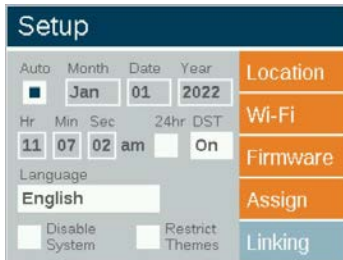 Setup
Auto Month Date Year
Jan 01 2022
Hr Min Sec 24hr DST
11 07 02 am On
Language
English
Disable System
Restrict Themes
Location
Wi-Fi
Firmware
Assign
Linking